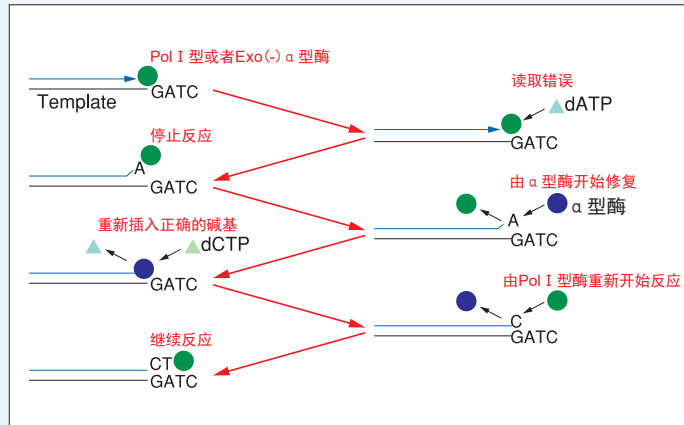 Pol I 型或者Exo(-) α 型酶
GATC
Template
读取错误
dATP
GATC
停止反应
A
GATC
由 α 型酶开始修复
A
α 型酶
GATC
重新插入正确的碱基
dCTP
GATC
由Pol I 型酶重新开始反应
C
GATC
继续反应
CT
GATC